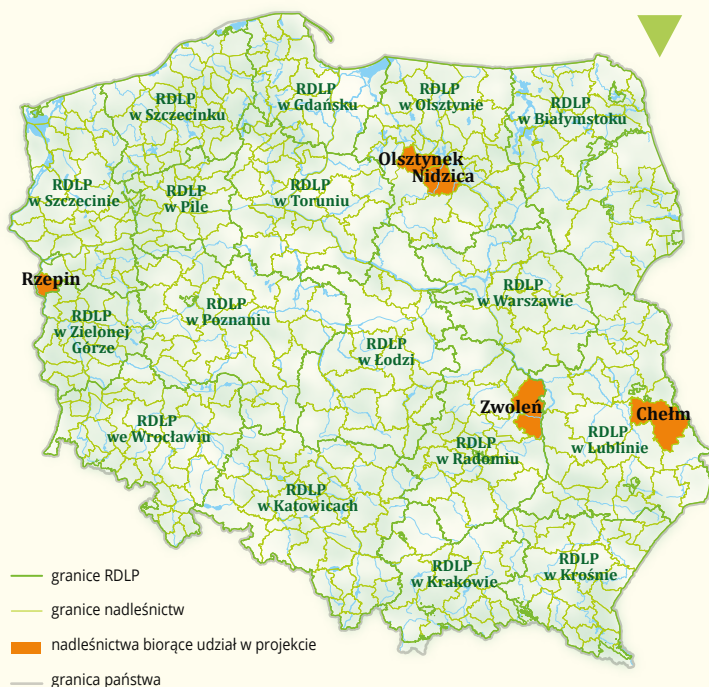 RDLP
w Szczecinku
RDLP
w Gdańsku
RDLP
w Olsztynie
RDLP
w Białymstoku
Olsztynek
Nidzica
RDLP
w Szczecinie
RDLP
w Pile
RDLP
w Toruniu
Rzepin
RDLP
w Zielonej
Górze
RDLP
w Poznaniu
RDLP
w Warszawie
RDLP
w Łodzi
Zwoleń
Chełm
RDLP
we Wrocławiu
RDLP
w Radomiu
RDLP
w Lublinie
RDLP
w Katowicach
RDLP
w Krakowie
RDLP
w Krośnie
granice RDLP
granice nadleśnictw
nadleśnictwa biorące udział w projekcie
granica państwa